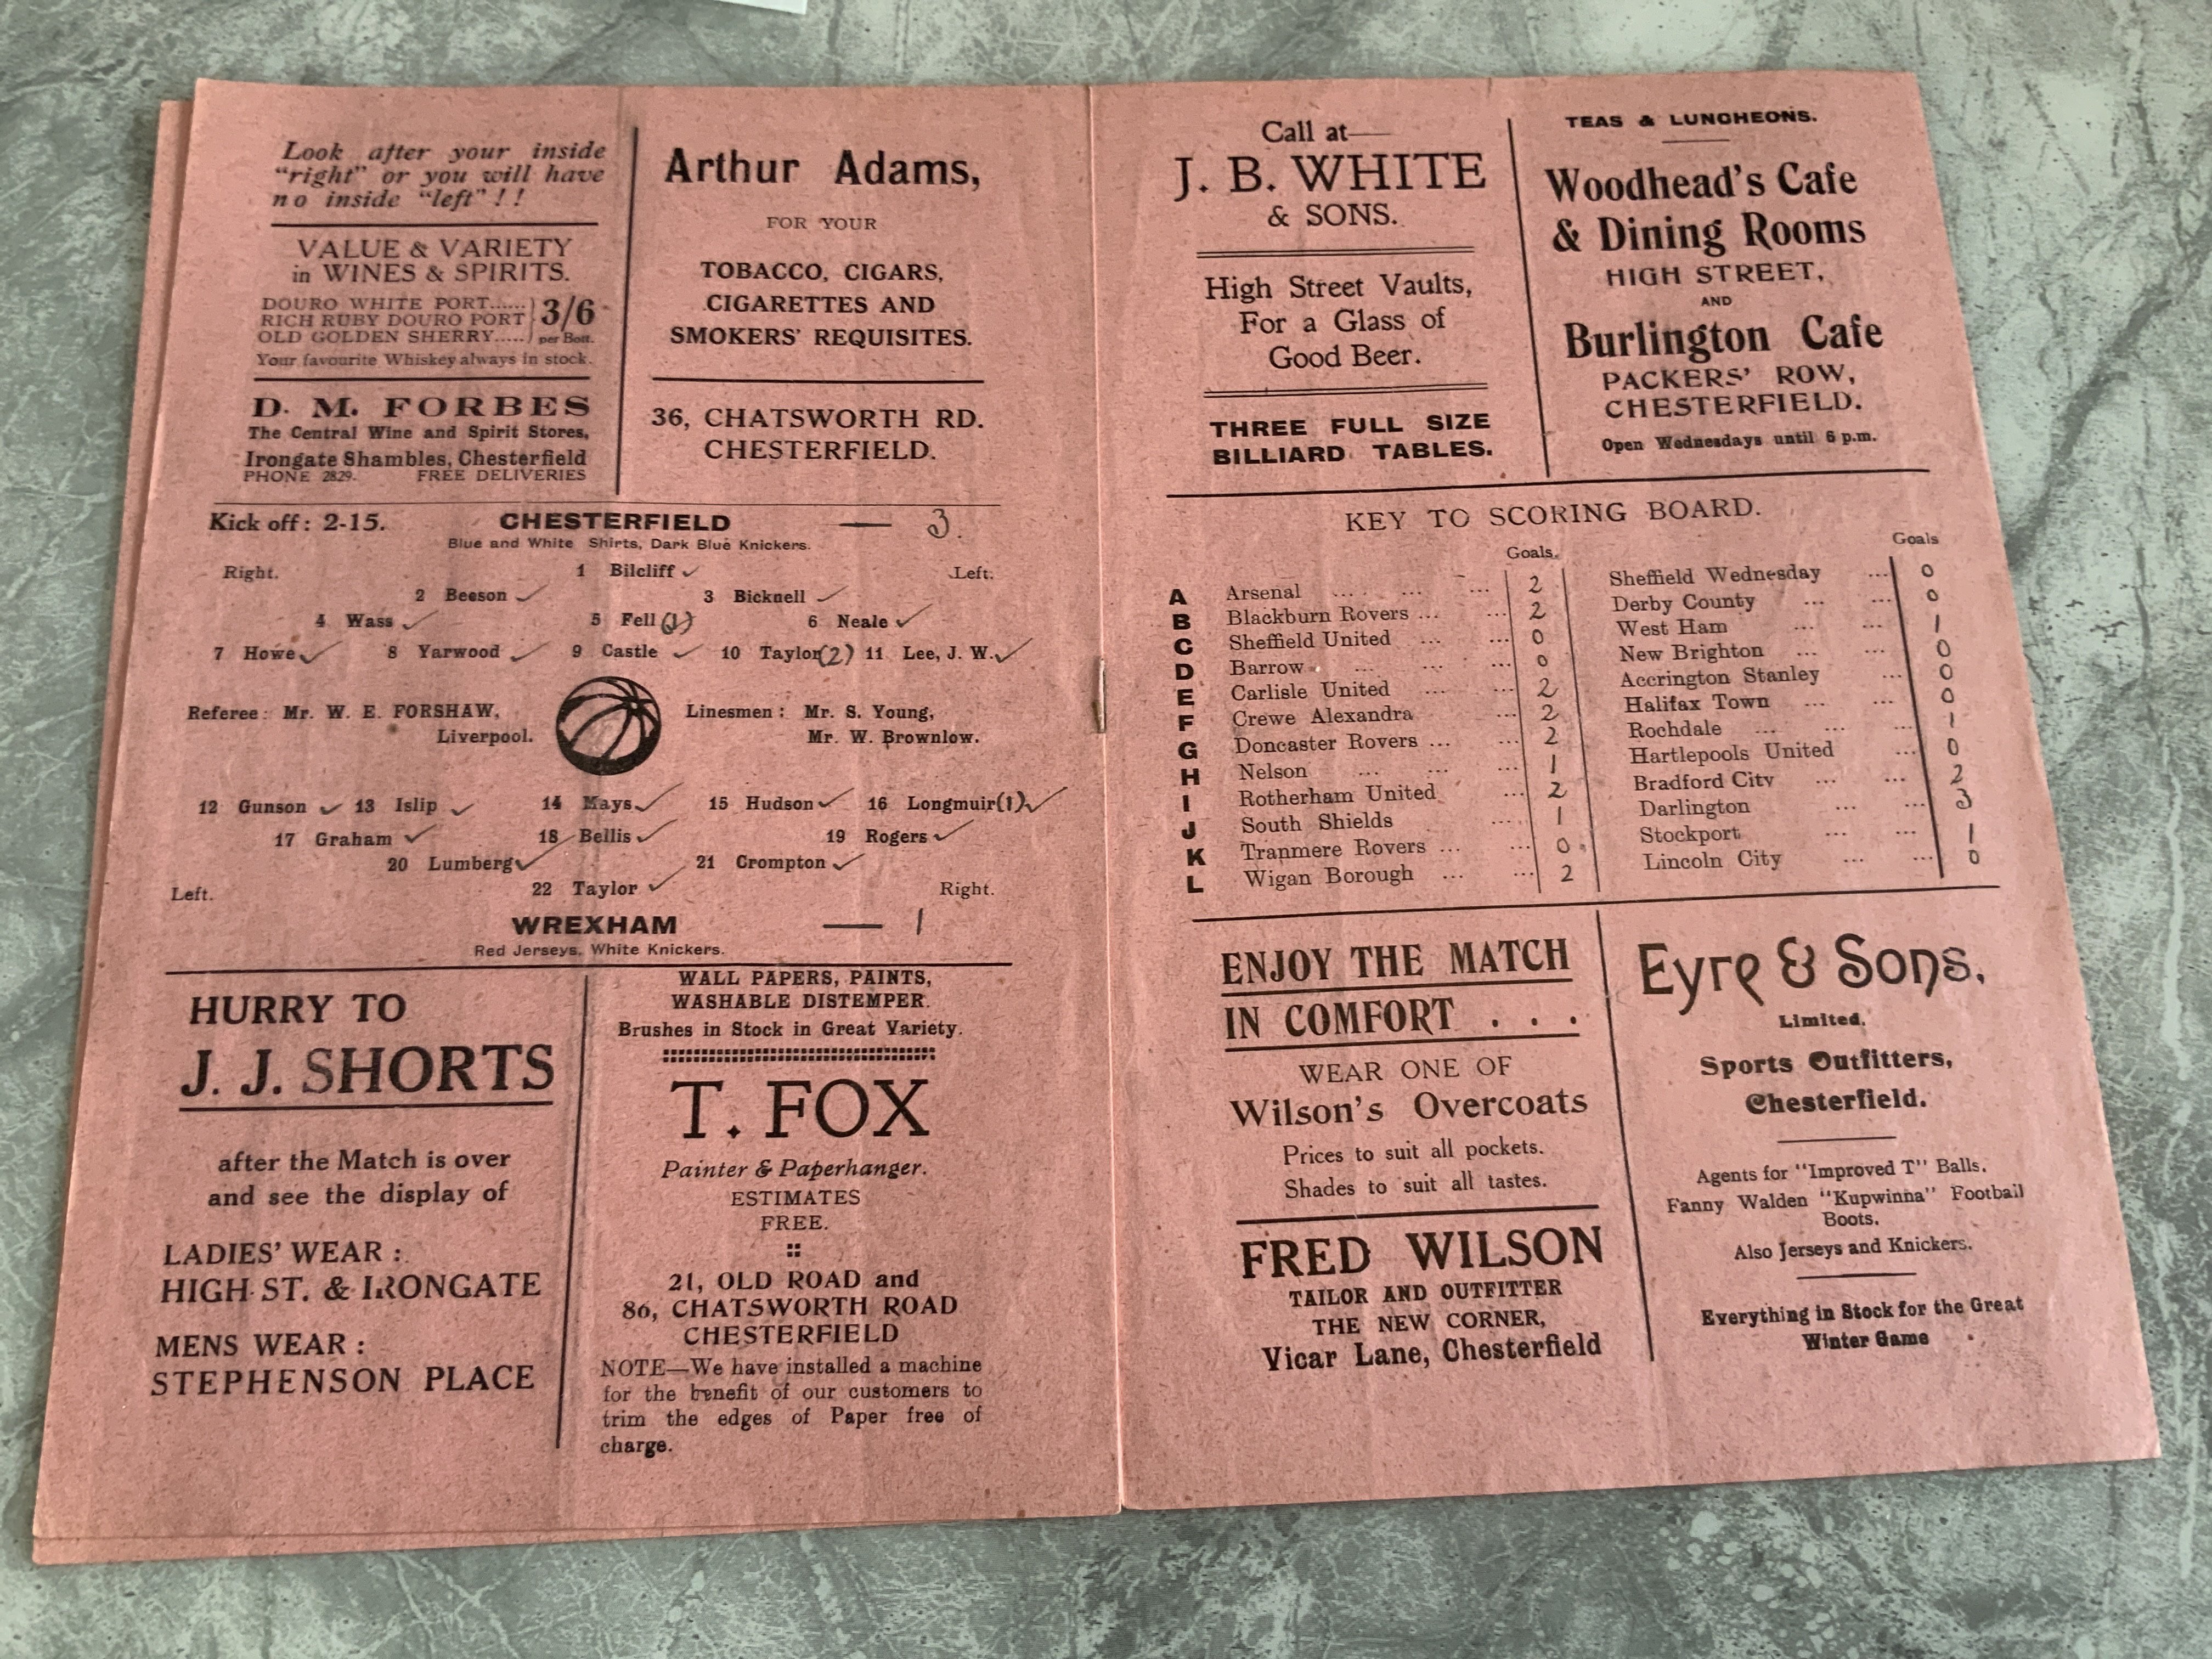 Look after your inside
"right" or you will have
no inside "left"!!
VALUE & VARIETY
in WINES & SPIRITS.
DOURO WHITE PORT......
RICH RUBY DOURO PORT
OLD GOLDEN SHERRY.....
3/6
per Bott.
Your favourite Whiskey always in stock.
D. M. FORBES
The Central Wine and Spirit Stores,
Irongate Shambles, Chesterfield
PHONE 2829. FREE DELIVERIES
Arthur Adams,
FOR YOUR
TOBACCO, CIGARS,
CIGARETTES AND
SMOKERS' REQUISITES.
36, CHATSWORTH RD.
CHESTERFIELD.
Kick off: 2-15. CHESTERFIELD — 3.
Blue and White Shirts, Dark Blue Knickers.
Right. 1 Bilcliff ✓ Left.
2 Beeson ✓ 3 Bicknell ✓
4 Wass ✓ 5 Fell (1) 6 Neale ✓
7 Howe ✓ 8 Yarwood ✓ 9 Castle ✓ 10 Taylor (2) 11 Lee, J. W. ✓
Referee: Mr. W. E. FORSHAW,
Liverpool.
Linesmen: Mr. S. Young,
Mr. W. Brownlow.
12 Gunson ✓ 13 Islip ✓ 14 Mays ✓ 15 Hudson ✓ 16 Longmuir (1) ✓
17 Graham ✓ 18 Bellis ✓ 19 Rogers ✓
20 Lumberg ✓ 21 Crompton ✓
Left. 22 Taylor ✓ Right.
WREXHAM — 1
Red Jerseys, White Knickers.
HURRY TO
J. J. SHORTS
after the Match is over
and see the display of
LADIES' WEAR:
HIGH ST. & IRONGATE
MENS WEAR:
STEPHENSON PLACE
WALL PAPERS, PAINTS,
WASHABLE DISTEMPER.
Brushes in Stock in Great Variety.
T. FOX
Painter & Paperhanger.
ESTIMATES
FREE.
21, OLD ROAD and
86, CHATSWORTH ROAD
CHESTERFIELD
NOTE—We have installed a machine
for the benefit of our customers to
trim the edges of Paper free of
charge.
Call at—
J. B. WHITE
& SONS.
High Street Vaults,
For a Glass of
Good Beer.
THREE FULL SIZE
BILLIARD TABLES.
TEAS & LUNCHEONS.
Woodhead's Cafe
& Dining Rooms
HIGH STREET,
AND
Burlington Cafe
PACKERS' ROW,
CHESTERFIELD.
Open Wednesdays until 6 p.m.
KEY TO SCORING BOARD.
Goals. Goals
A Arsenal ... ... ... 2 Sheffield Wednesday ... 0
B Blackburn Rovers ... ... 2 Derby County ... ... 0
C Sheffield United ... ... 0 West Ham ... ... 1
D Barrow ... ... ... 0 New Brighton ... ... 0
E Carlisle United ... ... 2 Accrington Stanley ... 0
F Crewe Alexandra ... 2 Halifax Town ... ... 0
G Doncaster Rovers ... ... 2 Rochdale ... ... ... 1
H Nelson ... ... ... 1 Hartlepools United ... 0
I Rotherham United ... 2 Bradford City ... ... 2
J South Shields ... 1 Darlington ... ... 3
K Tranmere Rovers ... ... 0 Stockport ... ... 1
L Wigan Borough ... ... 2 Lincoln City ... ... 0
ENJOY THE MATCH
IN COMFORT . . .
WEAR ONE OF
Wilson's Overcoats
Prices to suit all pockets.
Shades to suit all tastes.
FRED WILSON
TAILOR AND OUTFITTER
THE NEW CORNER,
Vicar Lane, Chesterfield
Eyre & Sons,
Limited,
Sports Outfitters,
Chesterfield.
Agents for "Improved T" Balls,
Fanny Walden "Kupwinna" Football
Boots.
Also Jerseys and Knickers.
Everything in Stock for the Great
Winter Game